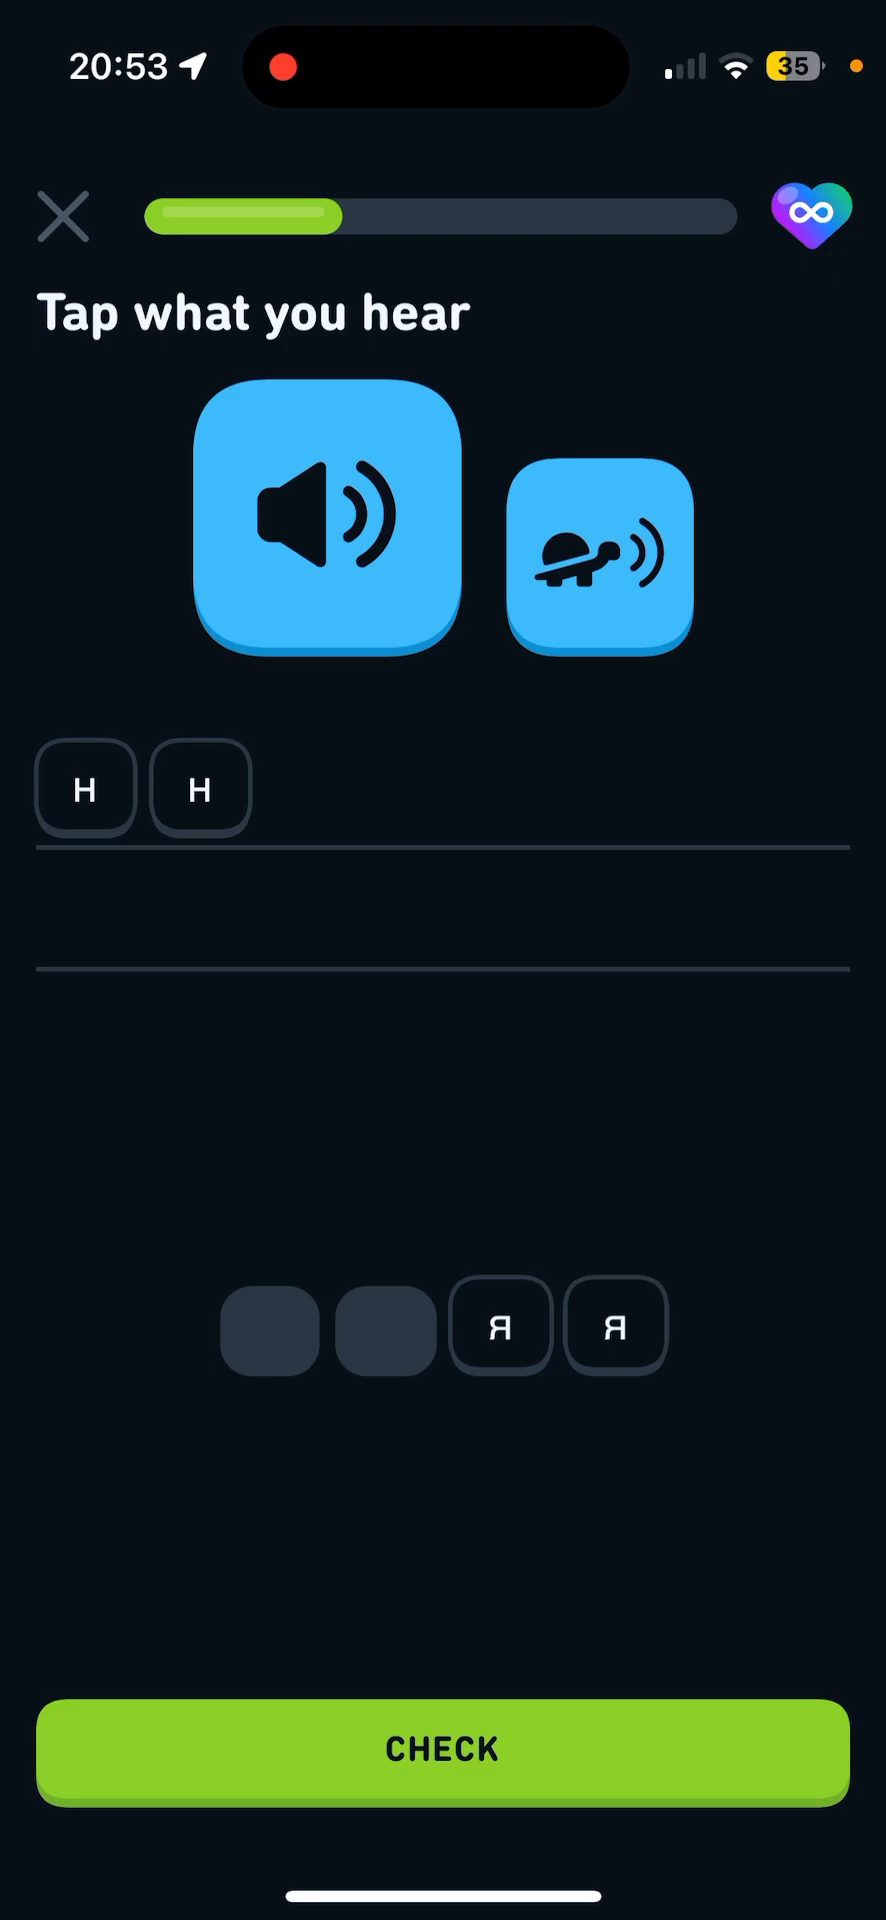 20:53 35
Tap what you hear
Н Н
Я Я
CHECK